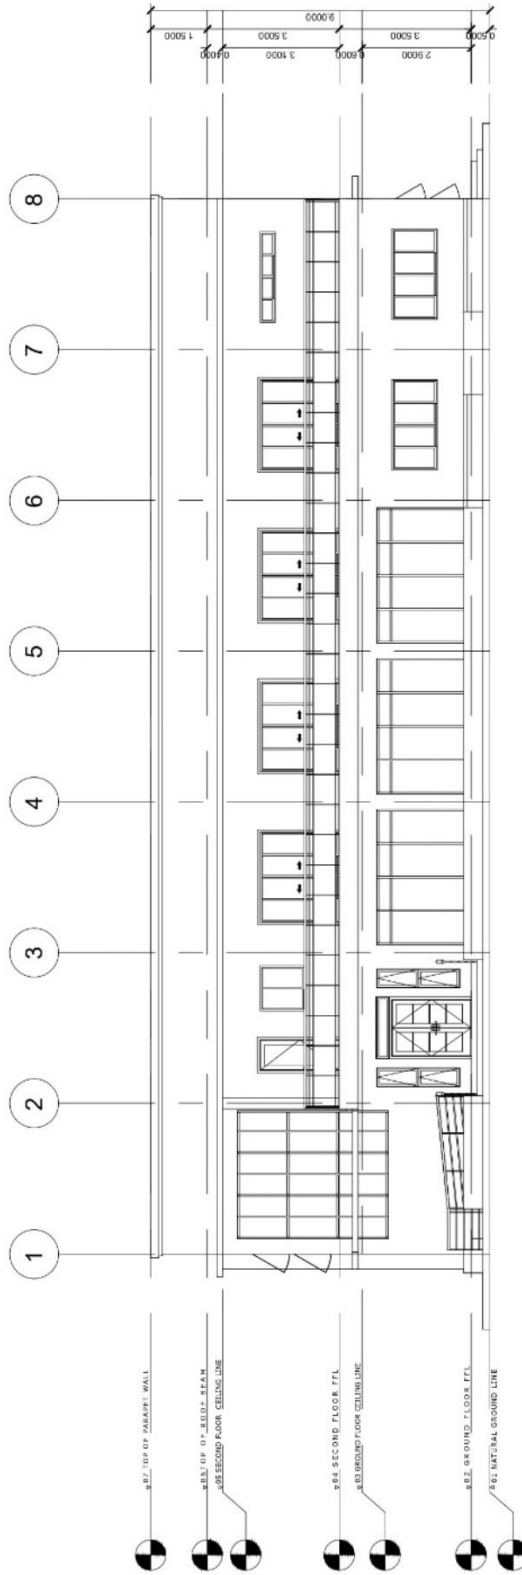 1
2
3
4
5
6
7
8
07 TOP OF PARAPET WALL
06 TOP OF ROOF BEAM
05 SECOND FLOOR CEILING LINE
04 SECOND FLOOR FFL
03 GROUND FLOOR CEILING LINE
02 GROUND FLOOR FFL
01 NATURAL GROUND LINE
9.0000
1.5000
3.5000
3.5000
0.5000
0.4000
3.1000
0.6000
2.9000